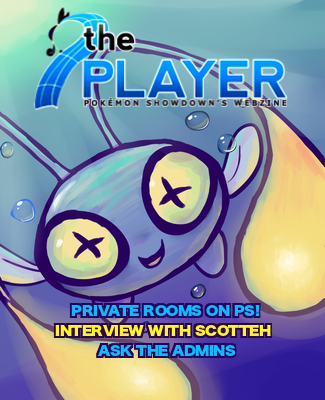 the
PLAYER
POKÉMON SHOWDOWN'S WEBZINE
PRIVATE ROOMS ON PS!
INTERVIEW WITH SCOTTEH
ASK THE ADMINS